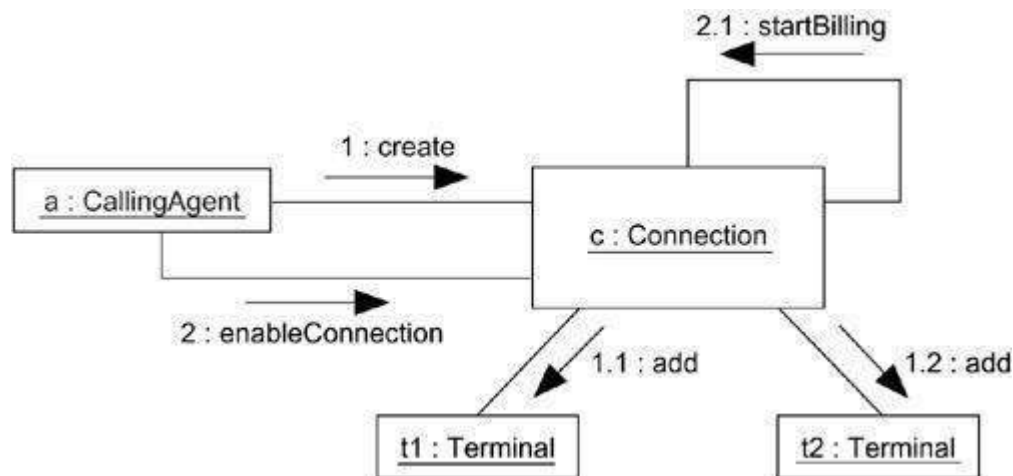 2.1 : startBilling
1 : create
a : CallingAgent
c : Connection
2 : enableConnection
1.1 : add
1.2 : add
t1 : Terminal
t2 : Terminal